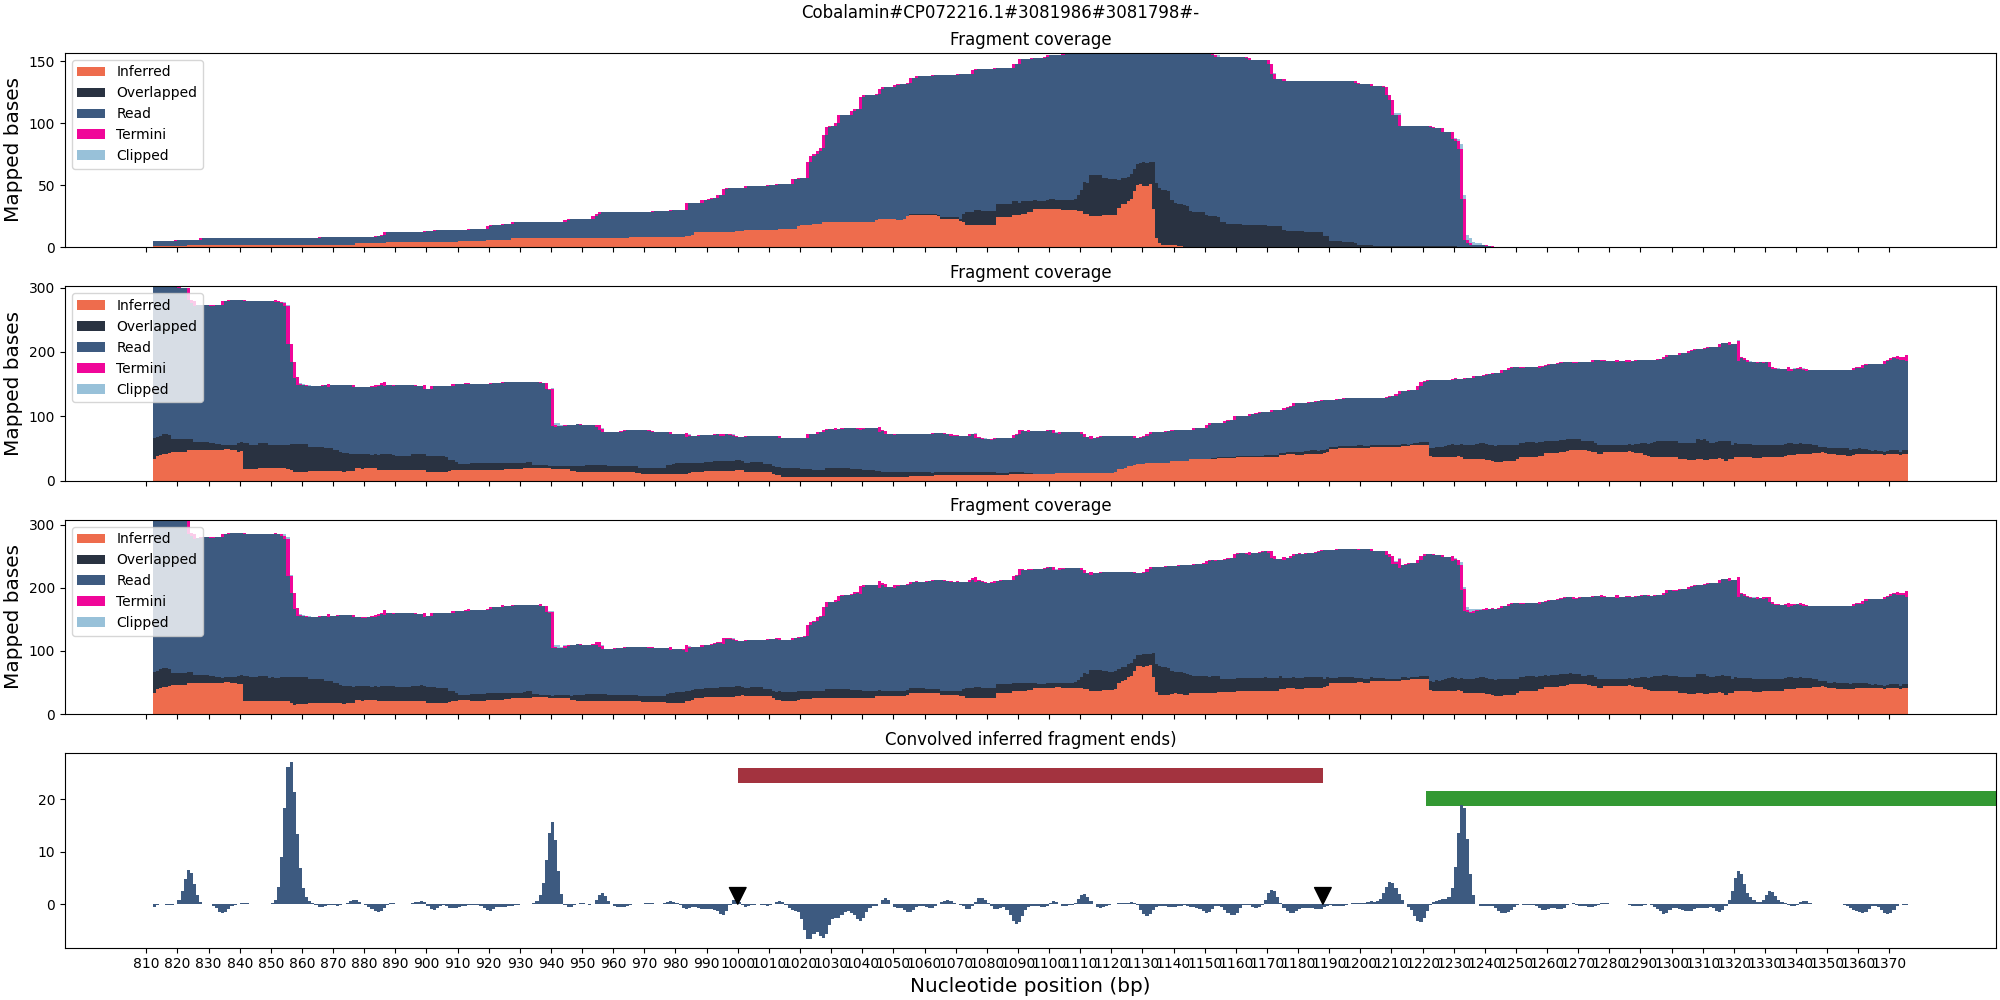 Cobalamin#CP072216.1#3081986#3081798#-
Fragment coverage
Mapped bases
150
100
50
0
Inferred
Overlapped
Read
Termini
Clipped
Fragment coverage
Mapped bases
300
200
100
0
Inferred
Overlapped
Read
Termini
Clipped
Fragment coverage
Mapped bases
300
200
100
0
Inferred
Overlapped
Read
Termini
Clipped
Convolved inferred fragment ends)
20
10
0
810 820 830 840 850 860 870 880 890 900 910 920 930 940 950 960 970 980 990 1000 1010 1020 1030 1040 1050 1060 1070 1080 1090 1100 1110 1120 1130 1140 1150 1160 1170 1180 1190 1200 1210 1220 1230 1240 1250 1260 1270 1280 1290 1300 1310 1320 1330 1340 1350 1360 1370
Nucleotide position (bp)